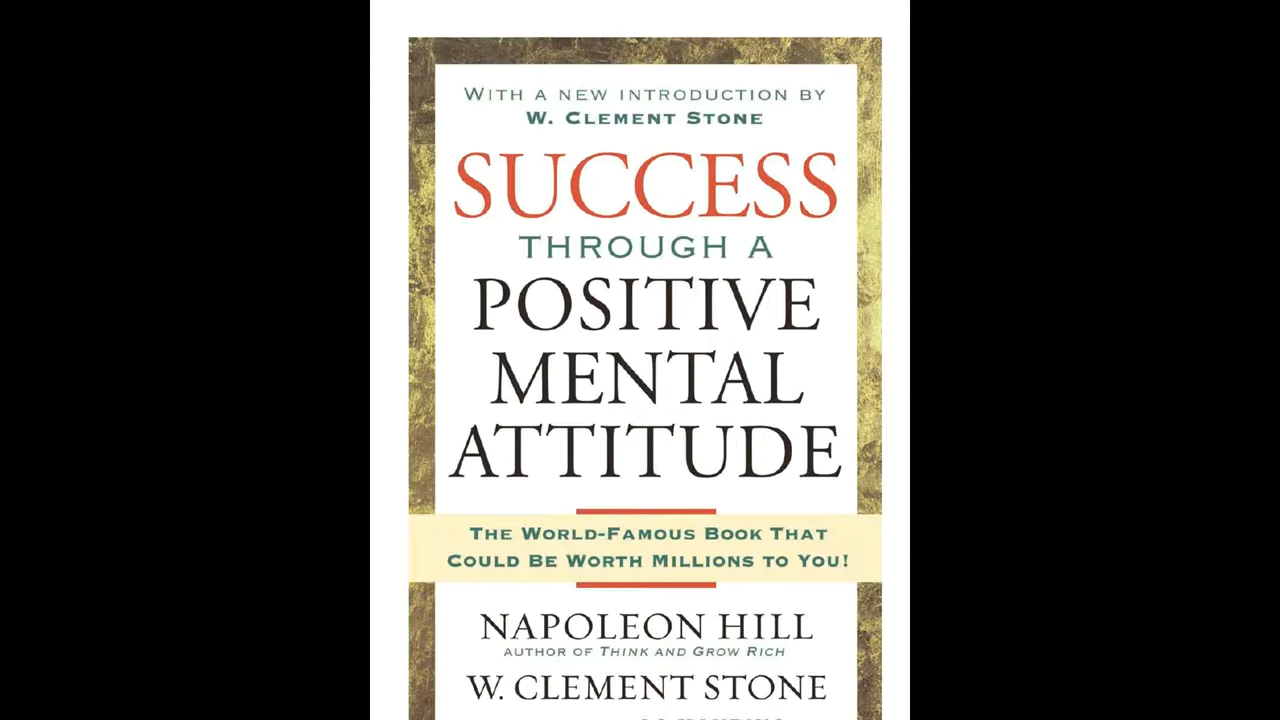 WITH A NEW INTRODUCTION BY
W. CLEMENT STONE
SUCCESS
THROUGH A
POSITIVE
MENTAL
ATTITUDE
THE WORLD-FAMOUS BOOK THAT
COULD BE WORTH MILLIONS TO YOU!
NAPOLEON HILL
AUTHOR OF THINK AND GROW RICH
W. CLEMENT STONE